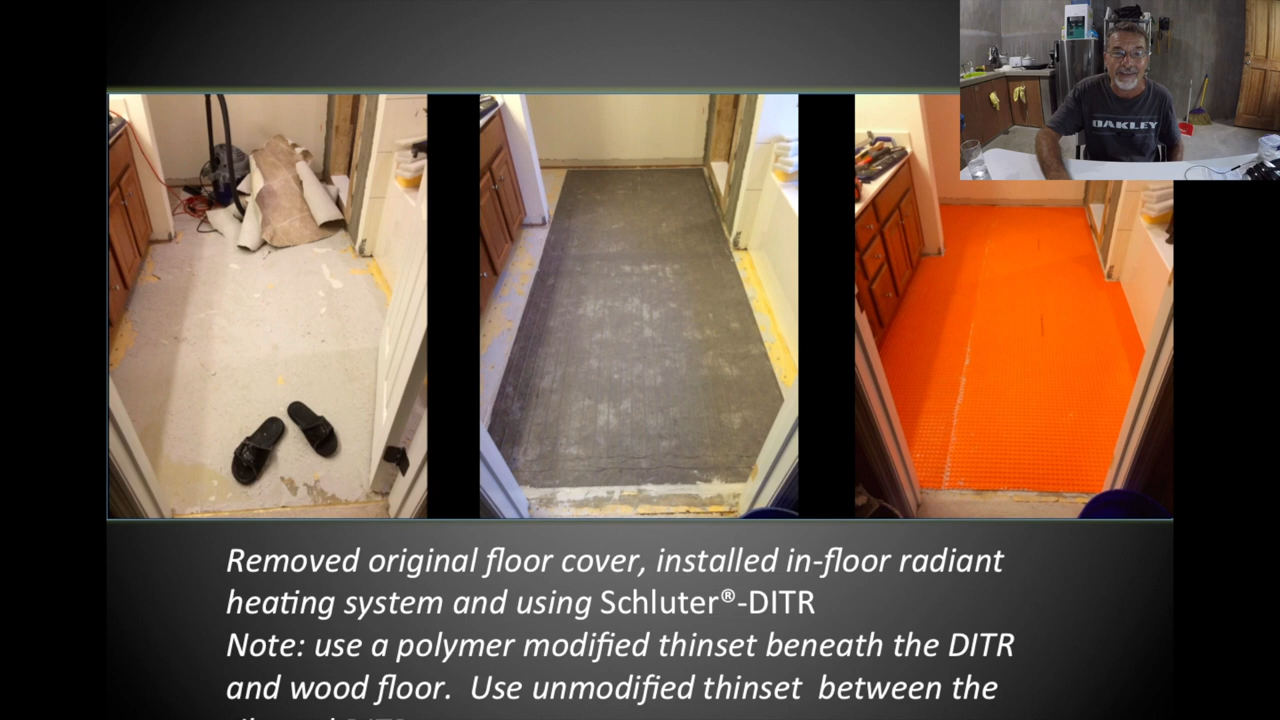 OAKLEY
Removed original floor cover, installed in-floor radiant
heating system and using Schluter®-DITR
Note: use a polymer modified thinset beneath the DITR
and wood floor.  Use unmodified thinset  between the